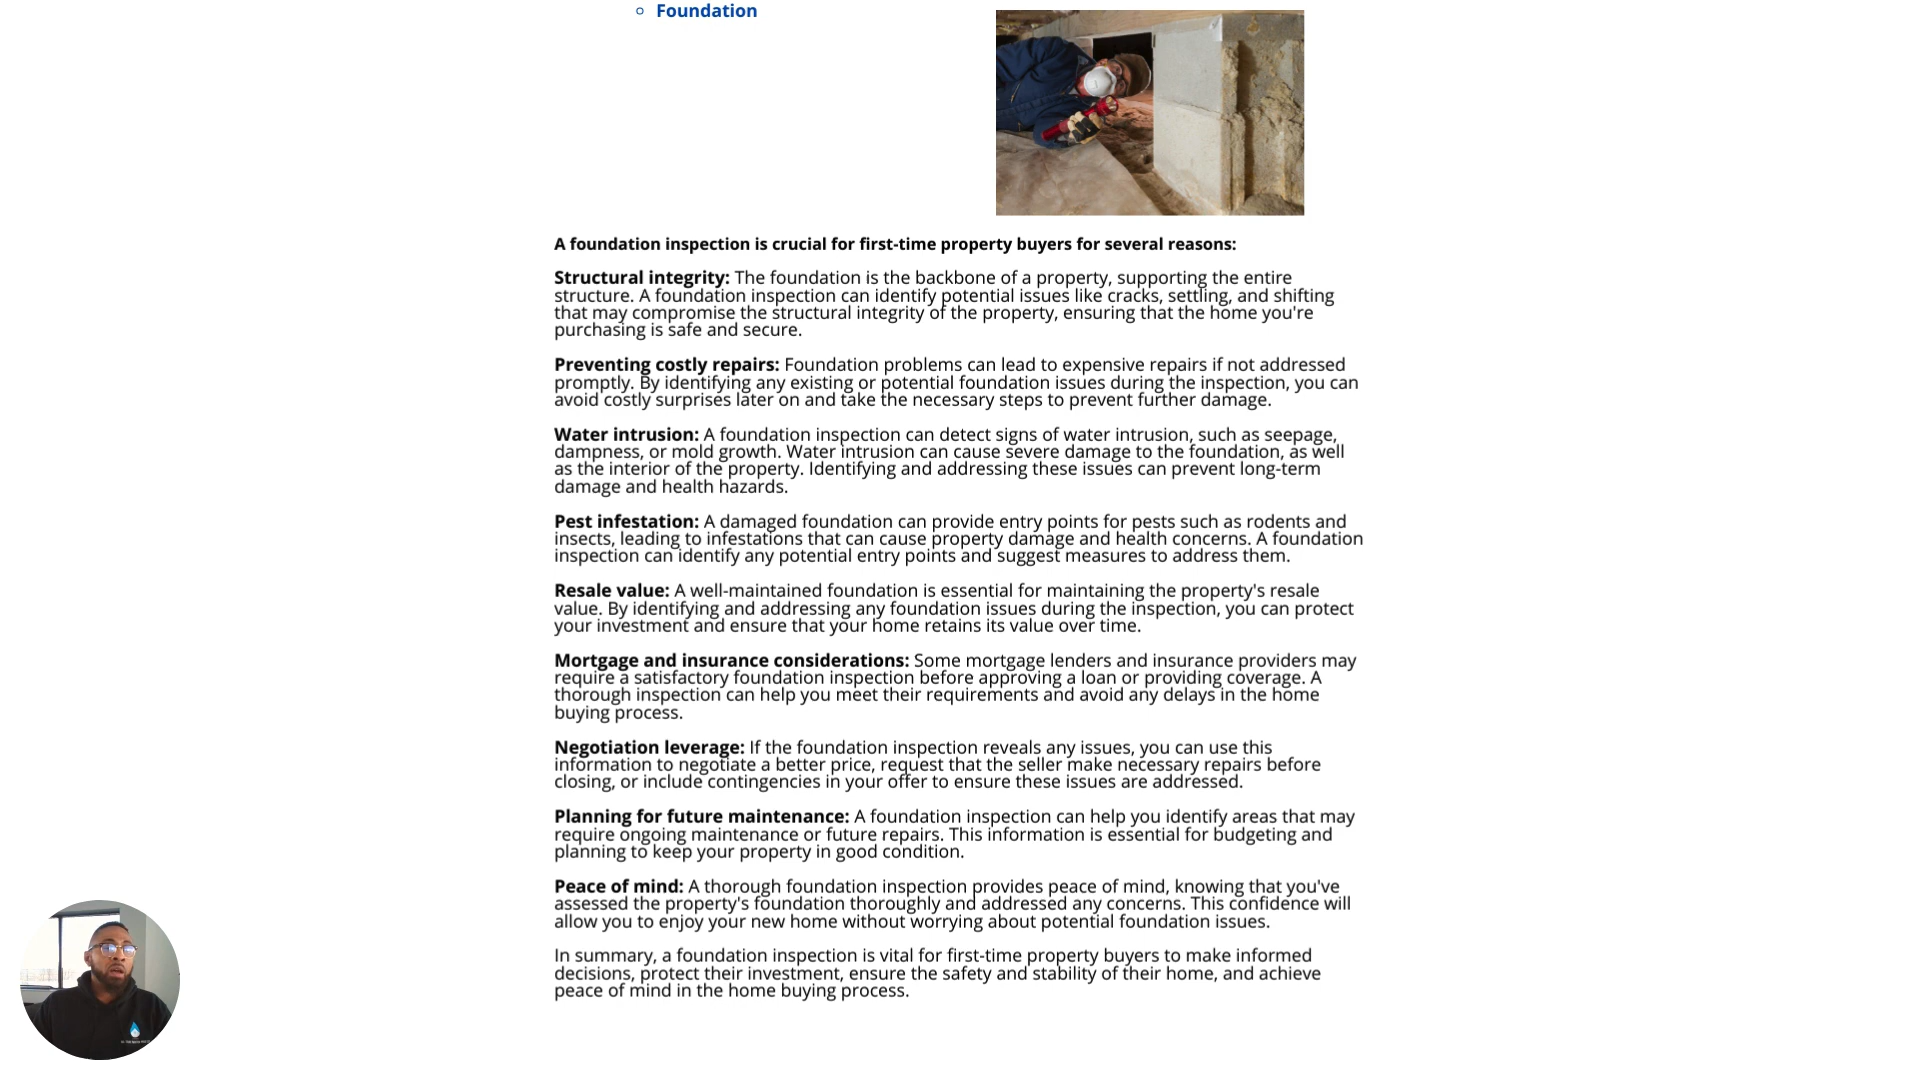 Foundation
A foundation inspection is crucial for first-time property buyers for several reasons:
Structural integrity: The foundation is the backbone of a property, supporting the entire
structure. A foundation inspection can identify potential issues like cracks, settling, and shifting
that may compromise the structural integrity of the property, ensuring that the home you're
purchasing is safe and secure.
Preventing costly repairs: Foundation problems can lead to expensive repairs if not addressed
promptly. By identifying any existing or potential foundation issues during the inspection, you can
avoid costly surprises later on and take the necessary steps to prevent further damage.
Water intrusion: A foundation inspection can detect signs of water intrusion, such as seepage,
dampness, or mold growth. Water intrusion can cause severe damage to the foundation, as well
as the interior of the property. Identifying and addressing these issues can prevent long-term
damage and health hazards.
Pest infestation: A damaged foundation can provide entry points for pests such as rodents and
insects, leading to infestations that can cause property damage and health concerns. A foundation
inspection can identify any potential entry points and suggest measures to address them.
Resale value: A well-maintained foundation is essential for maintaining the property's resale
value. By identifying and addressing any foundation issues during the inspection, you can protect
your investment and ensure that your home retains its value over time.
Mortgage and insurance considerations: Some mortgage lenders and insurance providers may
require a satisfactory foundation inspection before approving a loan or providing coverage. A
thorough inspection can help you meet their requirements and avoid any delays in the home
buying process.
Negotiation leverage: If the foundation inspection reveals any issues, you can use this
information to negotiate a better price, request that the seller make necessary repairs before
closing, or include contingencies in your offer to ensure these issues are addressed.
Planning for future maintenance: A foundation inspection can help you identify areas that may
require ongoing maintenance or future repairs. This information is essential for budgeting and
planning to keep your property in good condition.
Peace of mind: A thorough foundation inspection provides peace of mind, knowing that you've
assessed the property's foundation thoroughly and addressed any concerns. This confidence will
allow you to enjoy your new home without worrying about potential foundation issues.
In summary, a foundation inspection is vital for first-time property buyers to make informed
decisions, protect their investment, ensure the safety and stability of their home, and achieve
peace of mind in the home buying process.